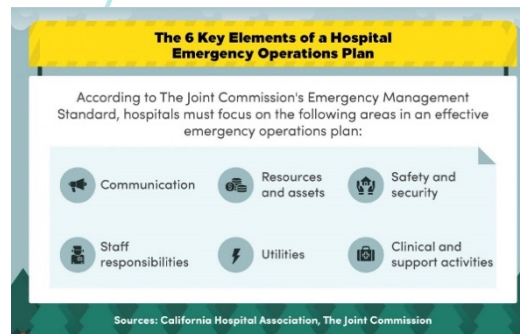 The 6 Key Elements of a Hospital
Emergency Operations Plan
According to The Joint Commission's Emergency Management
Standard, hospitals must focus on the following areas in an effective
emergency operations plan:
Communication
Resources
and assets
Safety and
security
Staff
responsibilities
Utilities
Clinical and
support activities
Sources: California Hospital Association, The Joint Commission